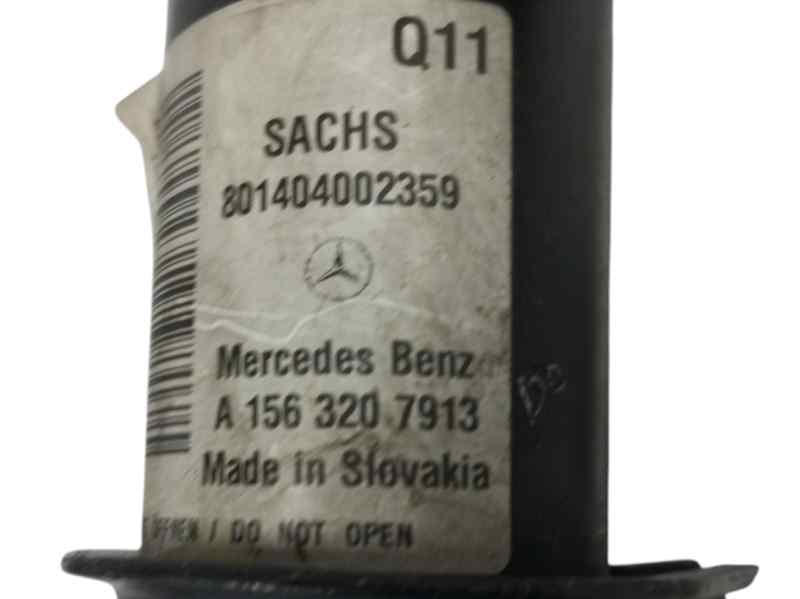 Q11
SACHS
801404002359
Mercedes Benz
A 156 320 7913
Made in Slovakia
/ DO NOT OPEN